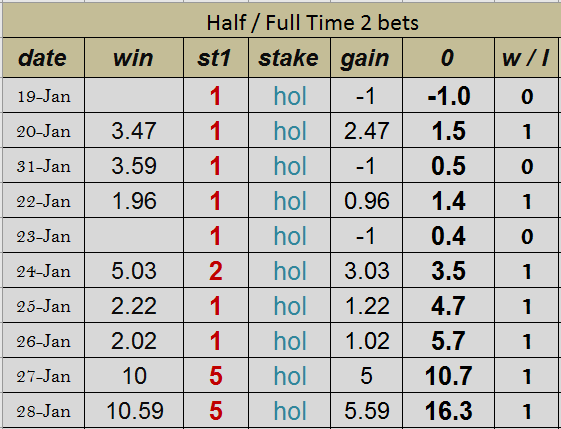 Half / Full Time 2 bets
date win st1 stake gain 0 w / l
19-Jan 1 hol -1 -1.0 0
20-Jan 3.47 1 hol 2.47 1.5 1
31-Jan 3.59 1 hol -1 0.5 0
22-Jan 1.96 1 hol 0.96 1.4 1
23-Jan 1 hol -1 0.4 0
24-Jan 5.03 2 hol 3.03 3.5 1
25-Jan 2.22 1 hol 1.22 4.7 1
26-Jan 2.02 1 hol 1.02 5.7 1
27-Jan 10 5 hol 5 10.7 1
28-Jan 10.59 5 hol 5.59 16.3 1